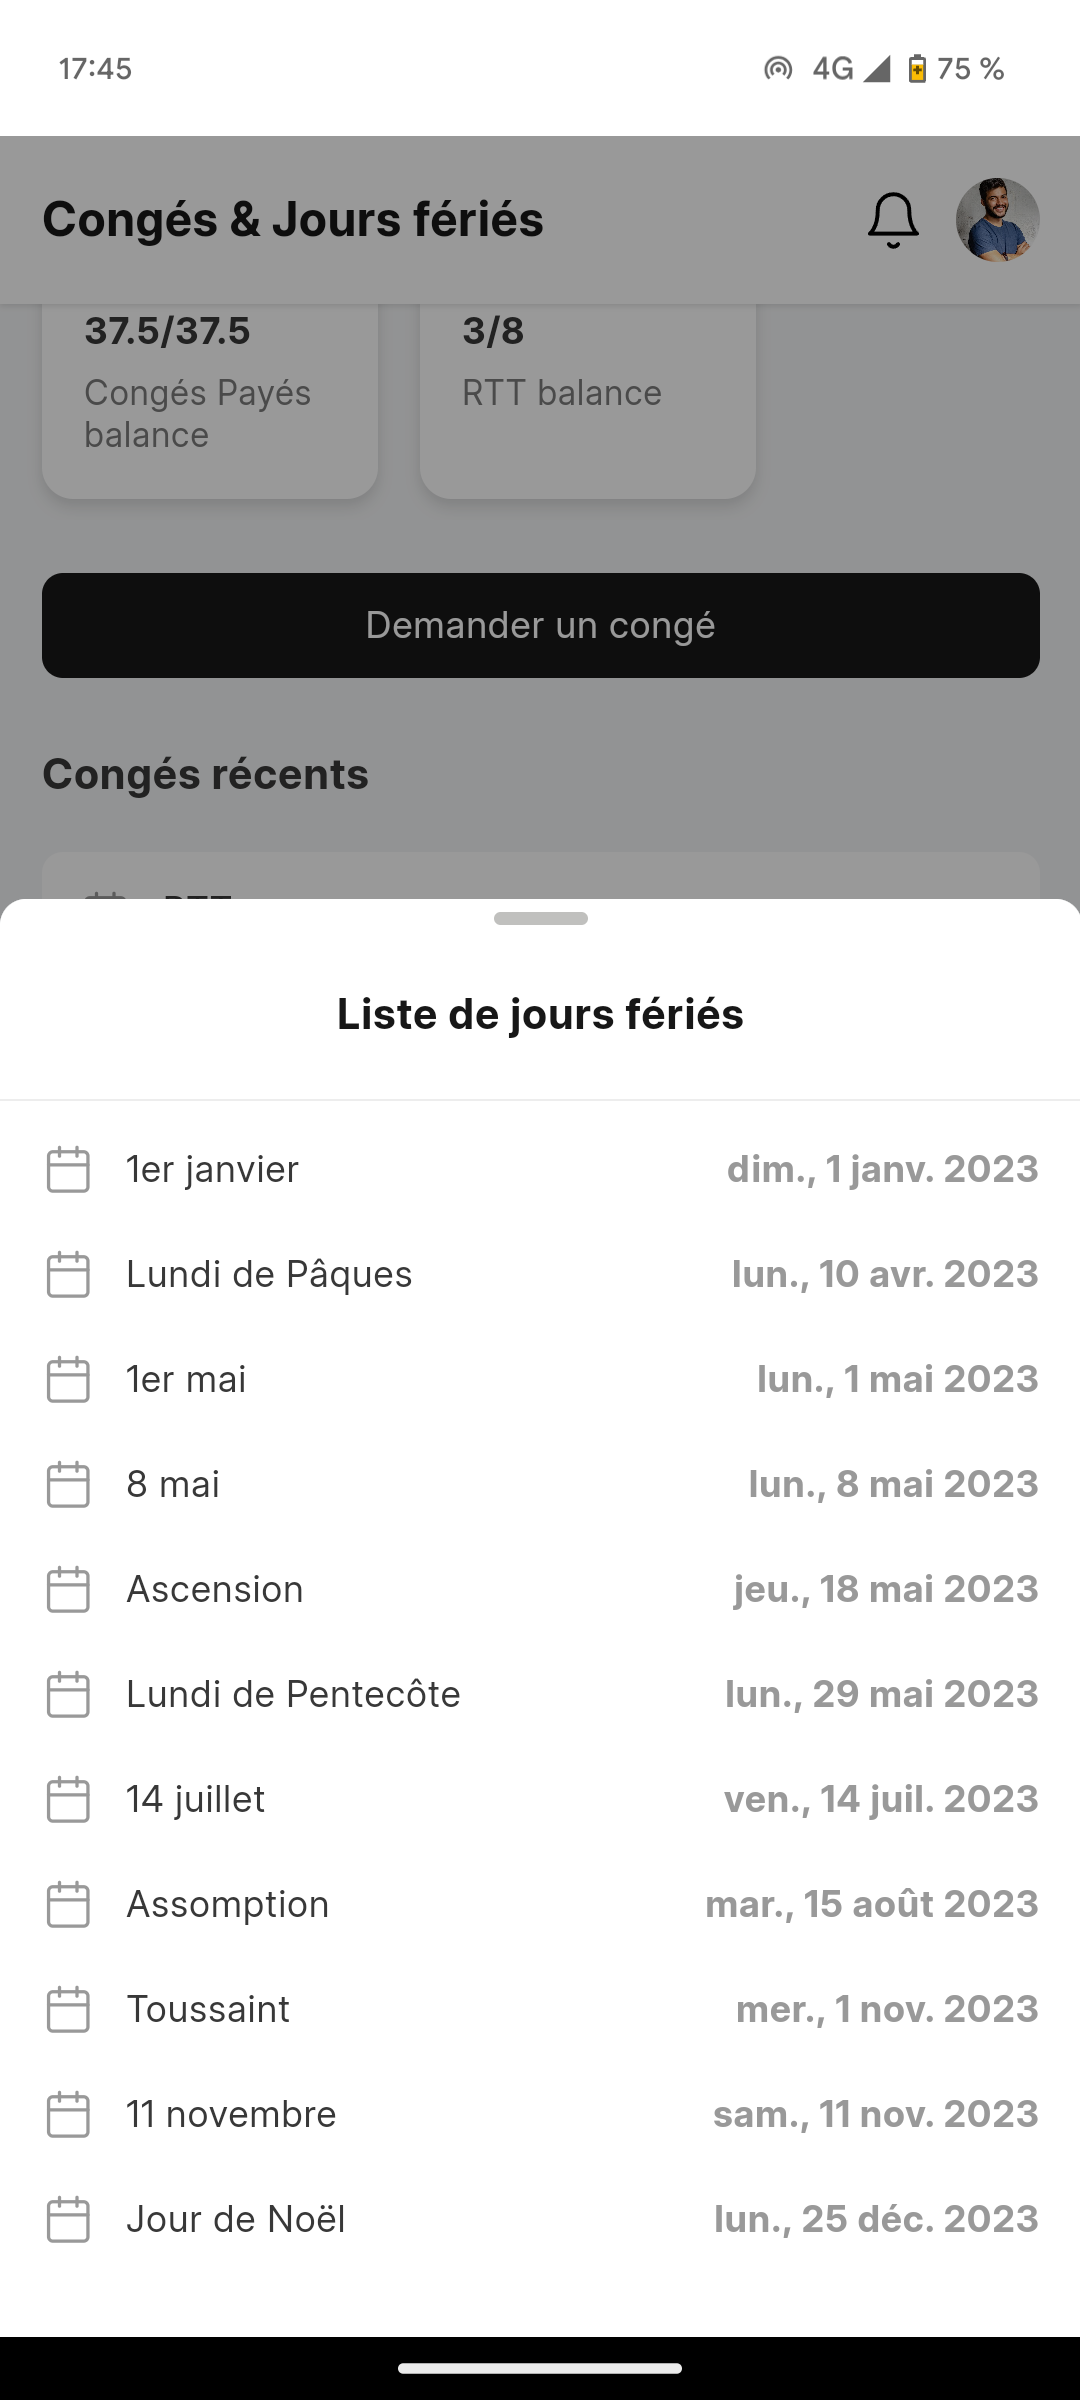 17:45
4G 75 %
Congés & Jours fériés
37.5/37.5
Congés Payés
balance
3/8
RTT balance
Demander un congé
Congés récents
Liste de jours fériés
1er janvier dim., 1 janv. 2023
Lundi de Pâques lun., 10 avr. 2023
1er mai lun., 1 mai 2023
8 mai lun., 8 mai 2023
Ascension jeu., 18 mai 2023
Lundi de Pentecôte lun., 29 mai 2023
14 juillet ven., 14 juil. 2023
Assomption mar., 15 août 2023
Toussaint mer., 1 nov. 2023
11 novembre sam., 11 nov. 2023
Jour de Noël lun., 25 déc. 2023